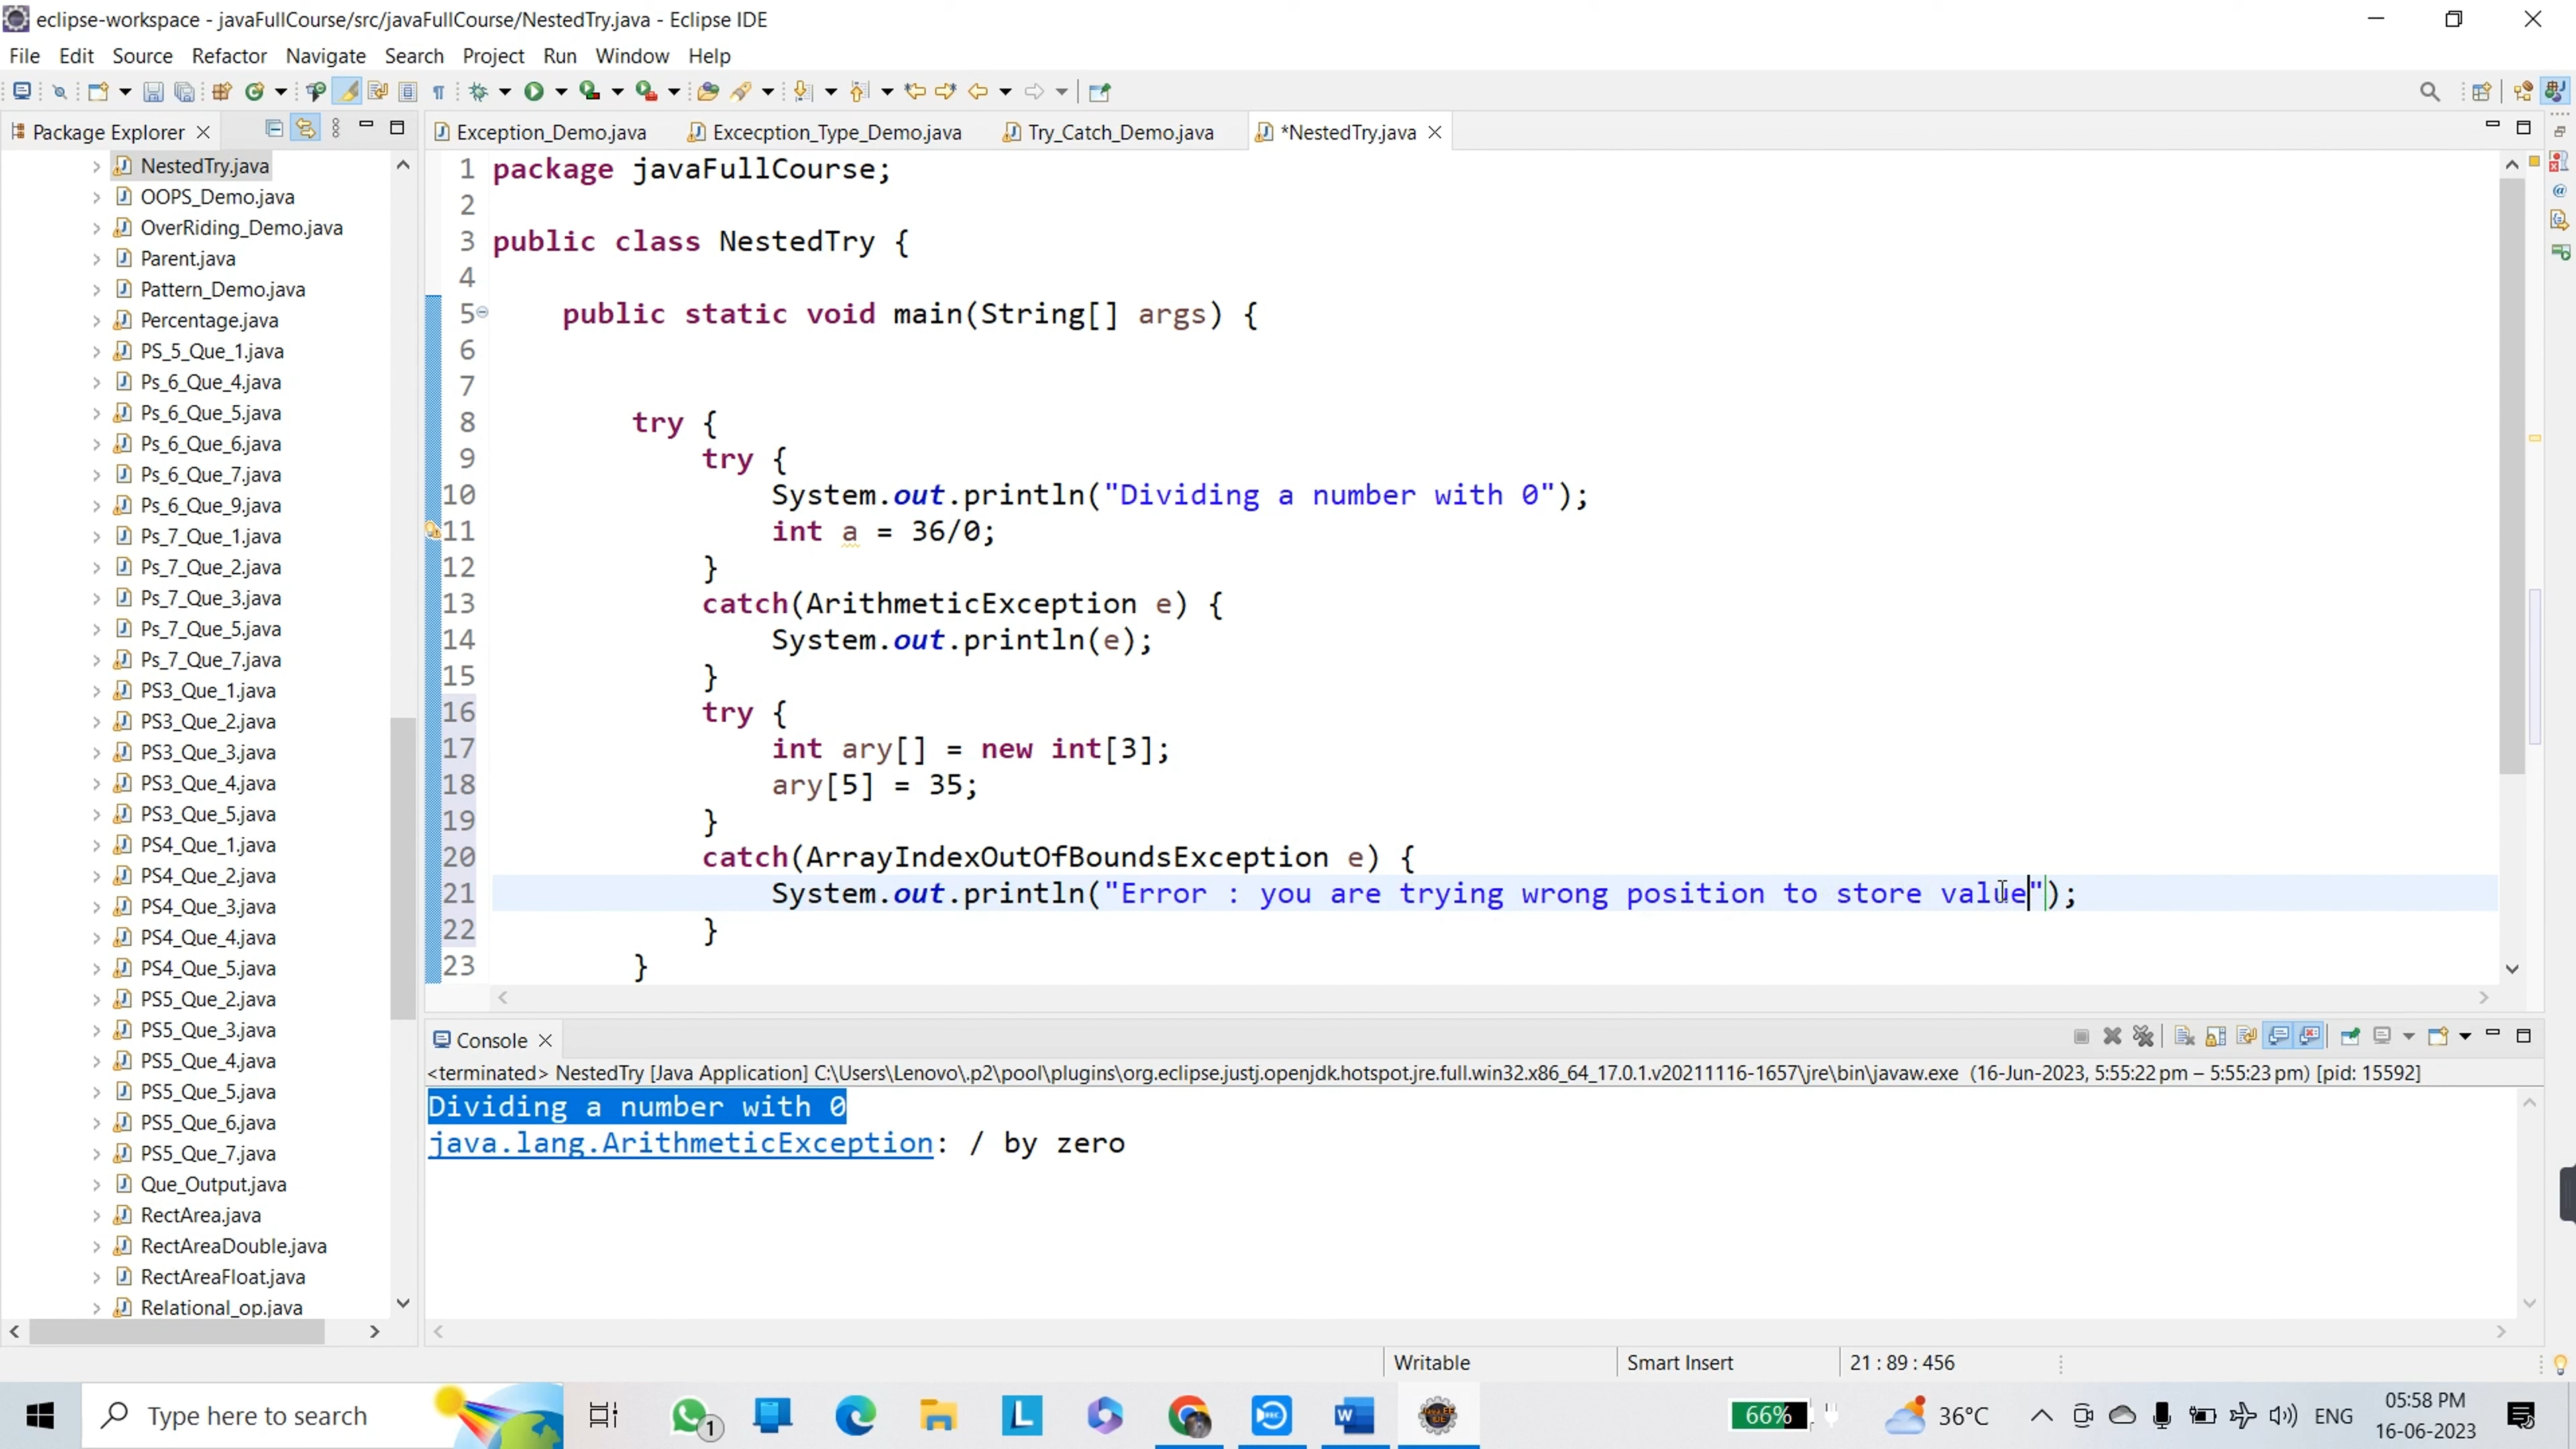 eclipse-workspace - javaFullCourse/src/javaFullCourse/NestedTry.java - Eclipse IDE
File Edit Source Refactor Navigate Search Project Run Window Help
Package Explorer
NestedTry.java
OOPS_Demo.java
OverRiding_Demo.java
Parent.java
Pattern_Demo.java
Percentage.java
PS_5_Que_1.java
Ps_6_Que_4.java
Ps_6_Que_5.java
Ps_6_Que_6.java
Ps_6_Que_7.java
Ps_6_Que_9.java
Ps_7_Que_1.java
Ps_7_Que_2.java
Ps_7_Que_3.java
Ps_7_Que_5.java
Ps_7_Que_7.java
PS3_Que_1.java
PS3_Que_2.java
PS3_Que_3.java
PS3_Que_4.java
PS3_Que_5.java
PS4_Que_1.java
PS4_Que_2.java
PS4_Que_3.java
PS4_Que_4.java
PS4_Que_5.java
PS5_Que_2.java
PS5_Que_3.java
PS5_Que_4.java
PS5_Que_5.java
PS5_Que_6.java
PS5_Que_7.java
Que_Output.java
RectArea.java
RectAreaDouble.java
RectAreaFloat.java
Relational_op.java
Exception_Demo.java Excecption_Type_Demo.java Try_Catch_Demo.java *NestedTry.java
1 package javaFullCourse;
2
3 public class NestedTry {
4
5 public static void main(String[] args) {
6
7
8 try {
9 try {
10 System.out.println("Dividing a number with 0");
11 int a = 36/0;
12 }
13 catch(ArithmeticException e) {
14 System.out.println(e);
15 }
16 try {
17 int ary[] = new int[3];
18 ary[5] = 35;
19 }
20 catch(ArrayIndexOutOfBoundsException e) {
21 System.out.println("Error : you are trying wrong position to store value");
22 }
23 }
Console
<terminated> NestedTry [Java Application] C:\Users\Lenovo\.p2\pool\plugins\org.eclipse.justj.openjdk.hotspot.jre.full.win32.x86_64_17.0.1.v20211116-1657\jre\bin\javaw.exe (16-Jun-2023, 5:55:22 pm – 5:55:23 pm) [pid: 15592]
Dividing a number with 0
java.lang.ArithmeticException: / by zero
Writable Smart Insert 21 : 89 : 456
Type here to search 1 66% 36°C ENG 05:58 PM
16-06-2023